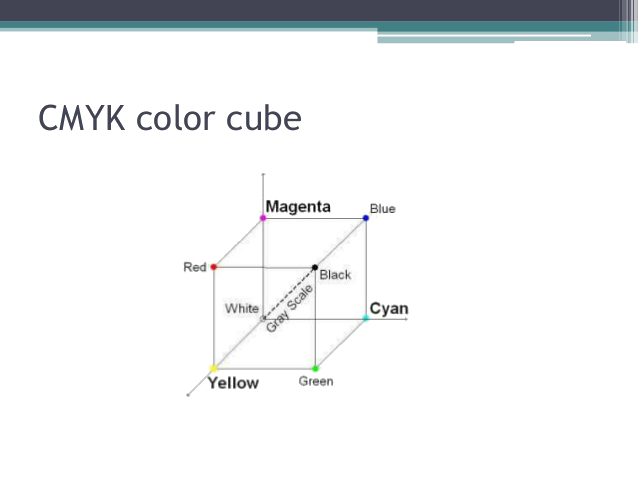 CMYK color cube
Magenta
Blue
Red
Black
White
Gray Scale
Cyan
Yellow
Green